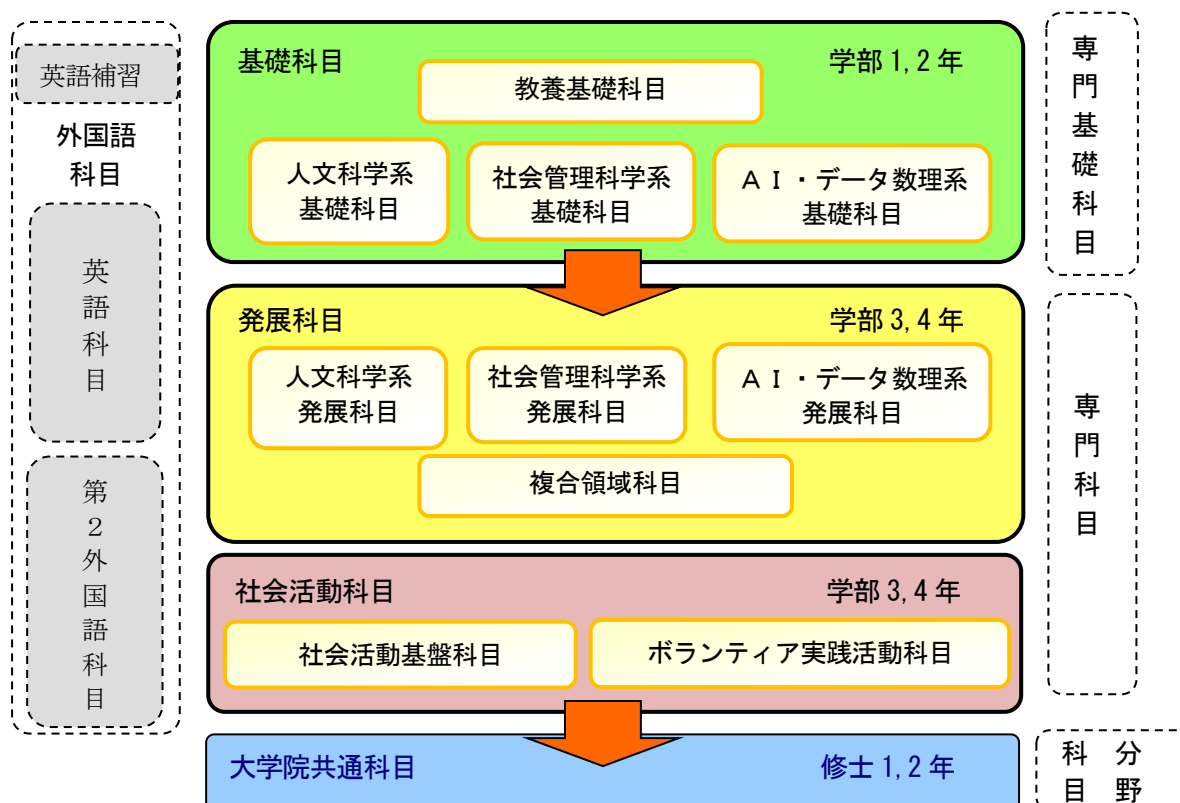 英語補習
外国語
科目
英語科目
第2外国語科目
基礎科目 学部 1, 2 年
教養基礎科目
人文科学系
基礎科目
社会管理科学系
基礎科目
AI・データ数理系
基礎科目
発展科目 学部 3, 4 年
人文科学系
発展科目
社会管理科学系
発展科目
AI・データ数理系
発展科目
複合領域科目
社会活動科目 学部 3, 4 年
社会活動基盤科目
ボランティア実践活動科目
大学院共通科目 修士 1, 2 年
専門基礎科目
専門科目
分野
科目